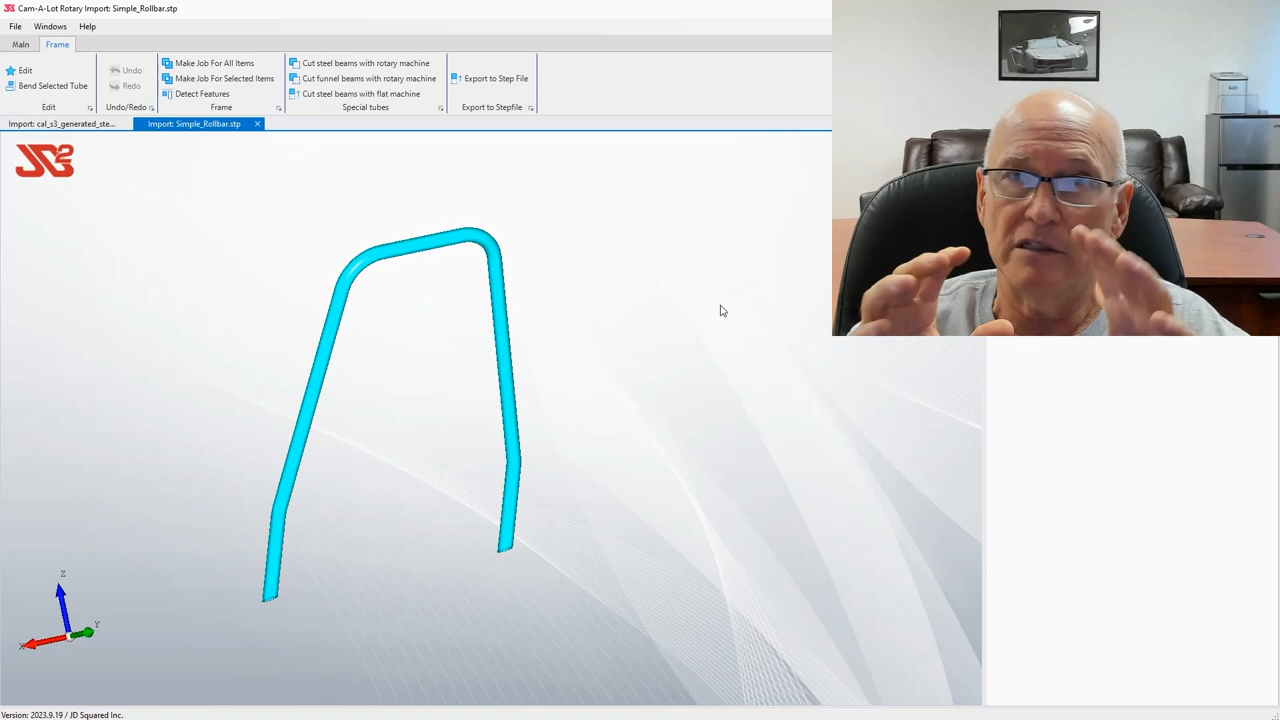 Cam-A-Lot Rotary Import: Simple_Rollbar.stp
File Windows Help
Main Frame
Edit
Bend Selected Tube
Edit
Undo
Redo
Undo/Redo
Make Job For All Items
Make Job For Selected Items
Detect Features
Frame
Cut steel beams with rotary machine
Cut funnel beams with rotary machine
Cut steel beams with flat machine
Special tubes
Export to Step File
Export to Stepfile
Import: cal_s3_generated_ste...
Import: Simple_Rollbar.stp
JD2
Z
Y
X
Version: 2023.9.19 / JD Squared Inc.